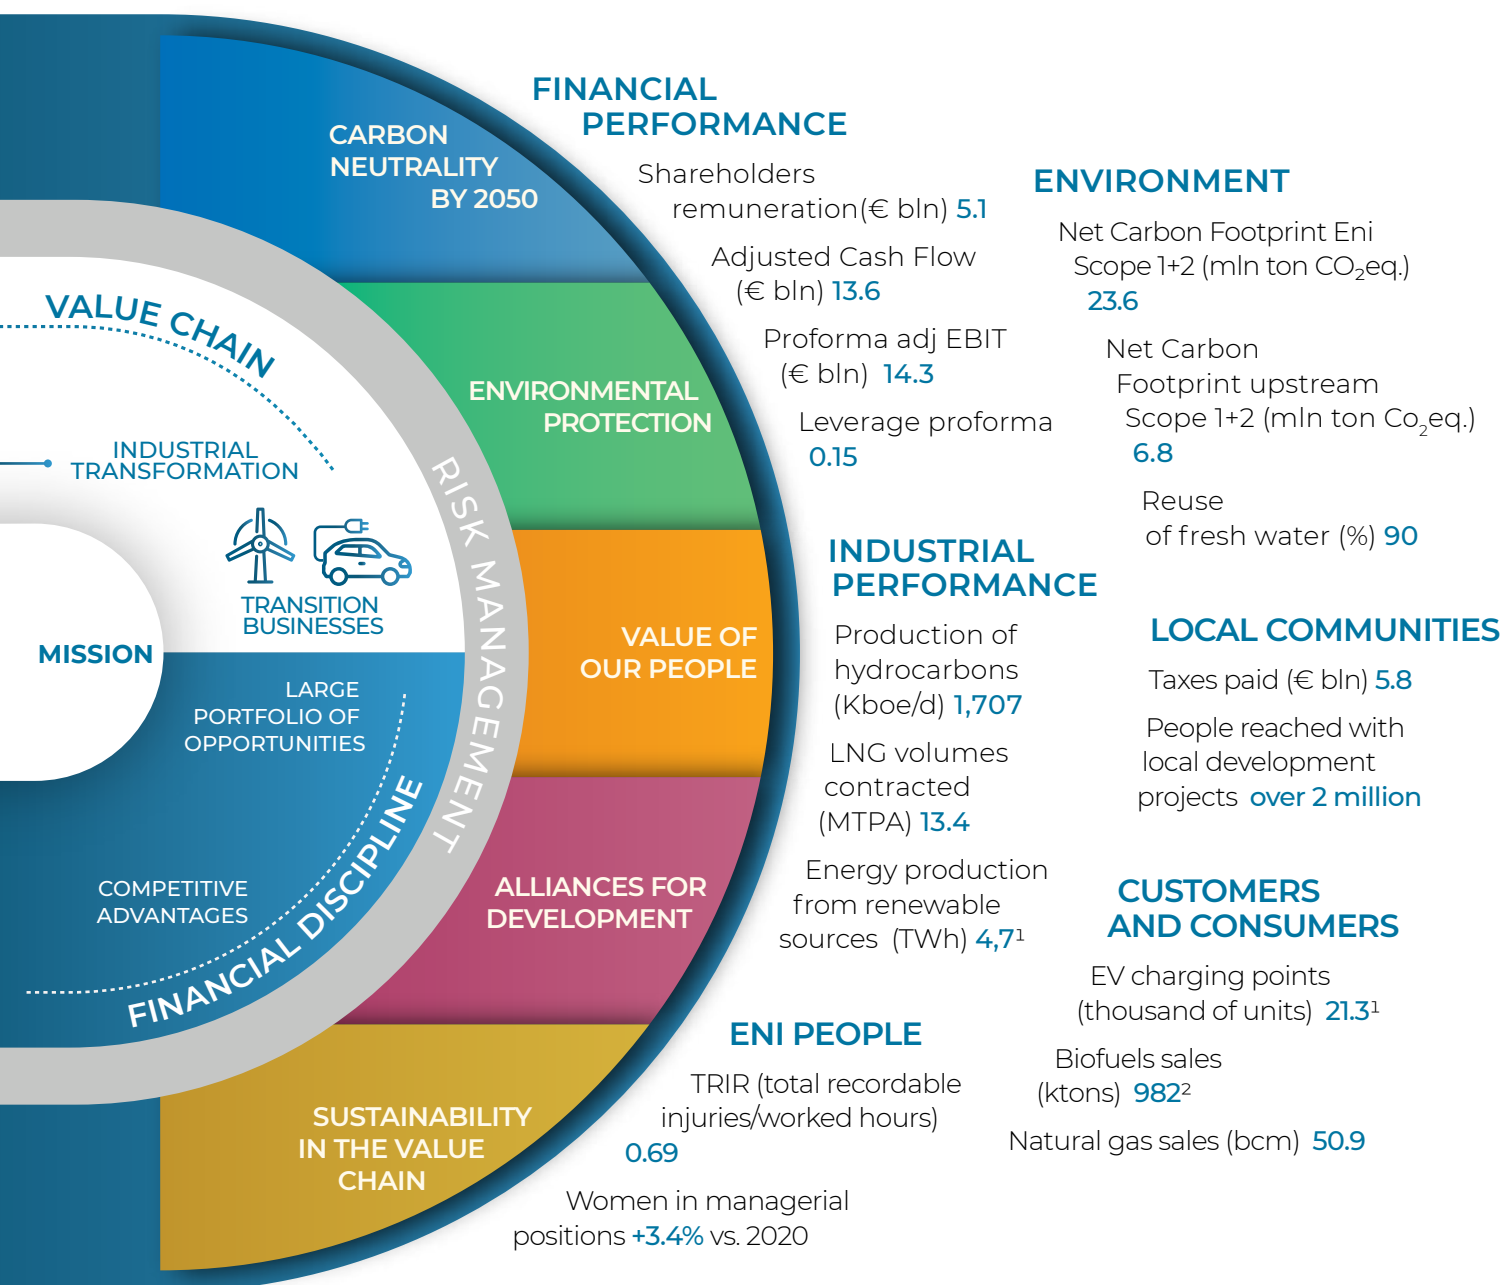 CARBON
NEUTRALITY
BY 2050
ENVIRONMENTAL
PROTECTION
VALUE OF
OUR PEOPLE
ALLIANCES FOR
DEVELOPMENT
SUSTAINABILITY
IN THE VALUE
CHAIN
RISK MANAGEMENT
VALUE CHAIN
INDUSTRIAL
TRANSFORMATION
TRANSITION
BUSINESSES
MISSION
LARGE
PORTFOLIO OF
OPPORTUNITIES
COMPETITIVE
ADVANTAGES
FINANCIAL DISCIPLINE
FINANCIAL
PERFORMANCE
Shareholders
remuneration(€ bln) 5.1
Adjusted Cash Flow
(€ bln) 13.6
Proforma adj EBIT
(€ bln) 14.3
Leverage proforma
0.15
INDUSTRIAL
PERFORMANCE
Production of
hydrocarbons
(Kboe/d) 1,707
LNG volumes
contracted
(MTPA) 13.4
Energy production
from renewable
sources (TWh) 4,7¹
ENI PEOPLE
TRIR (total recordable
injuries/worked hours)
0.69
Women in managerial
positions +3.4% vs. 2020
ENVIRONMENT
Net Carbon Footprint Eni
Scope 1+2 (mln ton CO₂eq.)
23.6
Net Carbon
Footprint upstream
Scope 1+2 (mln ton Co₂eq.)
6.8
Reuse
of fresh water (%) 90
LOCAL COMMUNITIES
Taxes paid (€ bln) 5.8
People reached with
local development
projects over 2 million
CUSTOMERS
AND CONSUMERS
EV charging points
(thousand of units) 21.3¹
Biofuels sales
(ktons) 982²
Natural gas sales (bcm) 50.9